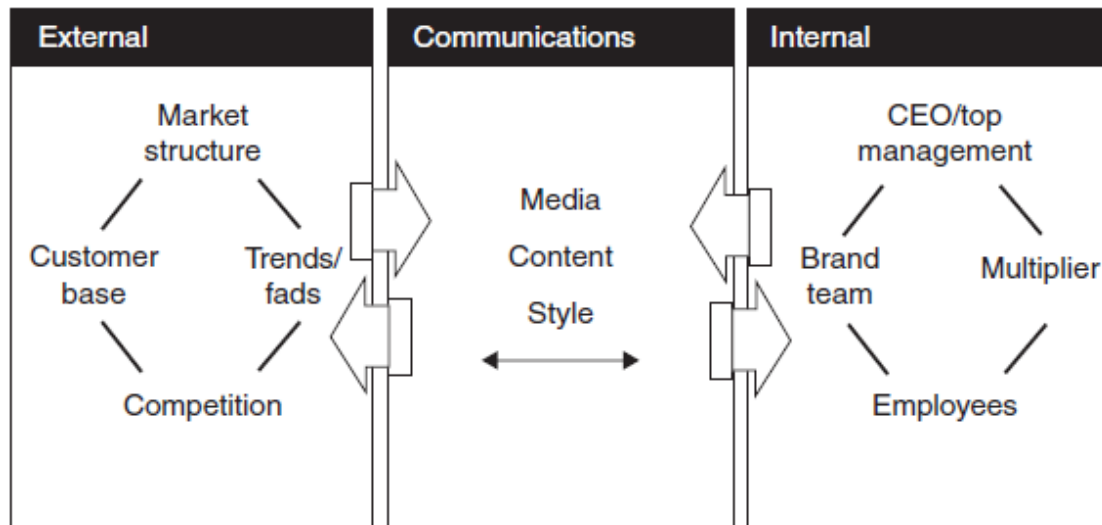 External
Market
structure
Customer
base
Trends/
fads
Competition
Communications
Media
Content
Style
Internal
CEO/top
management
Brand
team
Multiplier
Employees